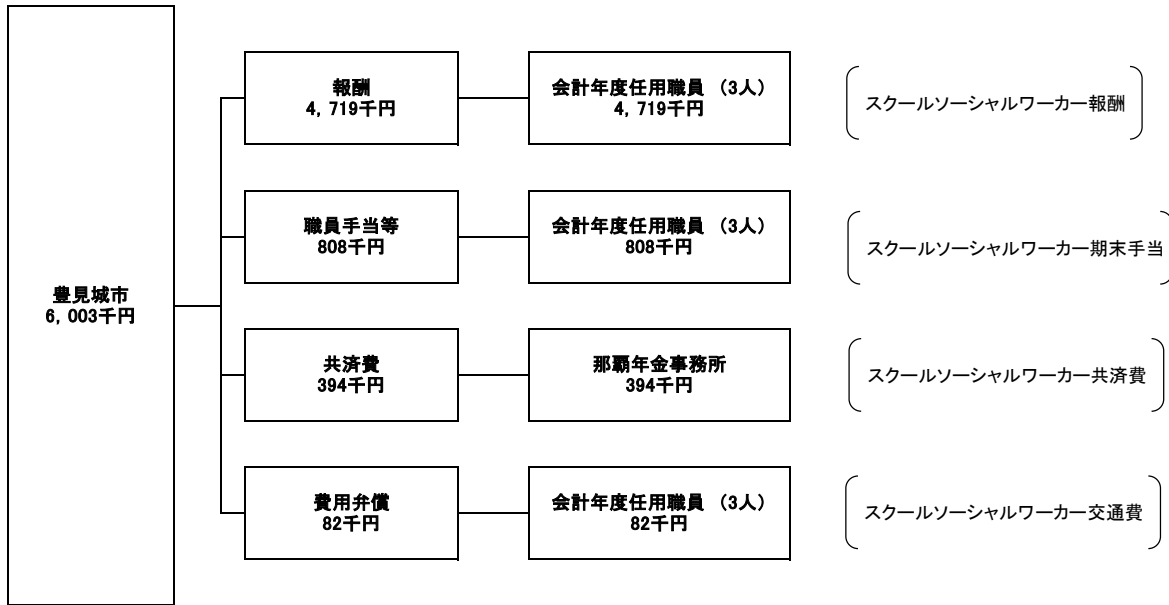 報酬
4, 719千円
会計年度任用職員 （3人）
4, 719千円
スクールソーシャルワーカー報酬
職員手当等
808千円
会計年度任用職員 （3人）
808千円
スクールソーシャルワーカー期末手当
豊見城市
6, 003千円
共済費
394千円
那覇年金事務所
394千円
スクールソーシャルワーカー共済費
費用弁償
82千円
会計年度任用職員 （3人）
82千円
スクールソーシャルワーカー交通費